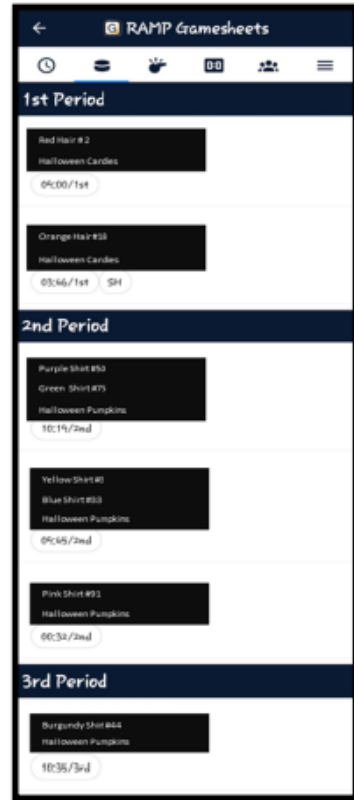 RAMP Gamesheets
1st Period
Red Hair #2
Halloween Candies
09:00/1st
Orange Hair #18
Halloween Candies
03:46/1st SH
2nd Period
Purple Shirt #50
Green Shirt #75
Halloween Pumpkins
10:19/2nd
Yellow Shirt #8
Blue Shirt #33
Halloween Pumpkins
/2nd
Pink Shirt #91
Halloween Pumpkins
00:32/2nd
3rd Period
Burgundy Shirt #44
Halloween Pumpkins
10:35/3rd